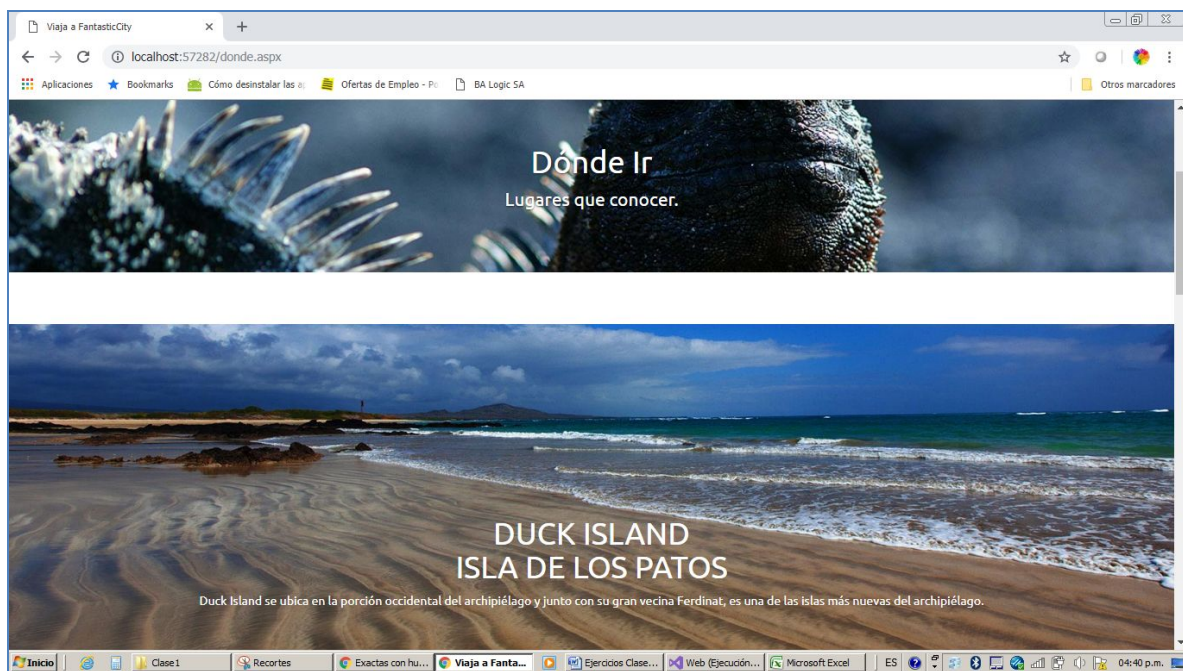 Viaja a FantasticCity
localhost:57282/donde.aspx
Aplicaciones
Bookmarks
Cómo desinstalar las a
Ofertas de Empleo - Po
BA Logic SA
Otros marcadores
Dónde Ir
Lugares que conocer.
DUCK ISLAND
ISLA DE LOS PATOS
Duck Island se ubica en la porción occidental del archipiélago y junto con su gran vecina Ferdinat, es una de las islas más nuevas del archipiélago.
Inicio
Clase1
Recortes
Exactas con hu...
Viaja a Fanta...
Ejercicios Clase...
Web (Ejecución...
Microsoft Excel
ES
04:40 p.m.